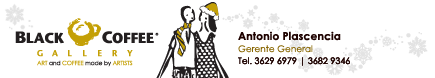 BLACK COFFEE®
GALLERY
ART and COFFEE made by ARTISTS
Antonio Plascencia
Gerente General
Tel. 3629 6979 | 3682 9346